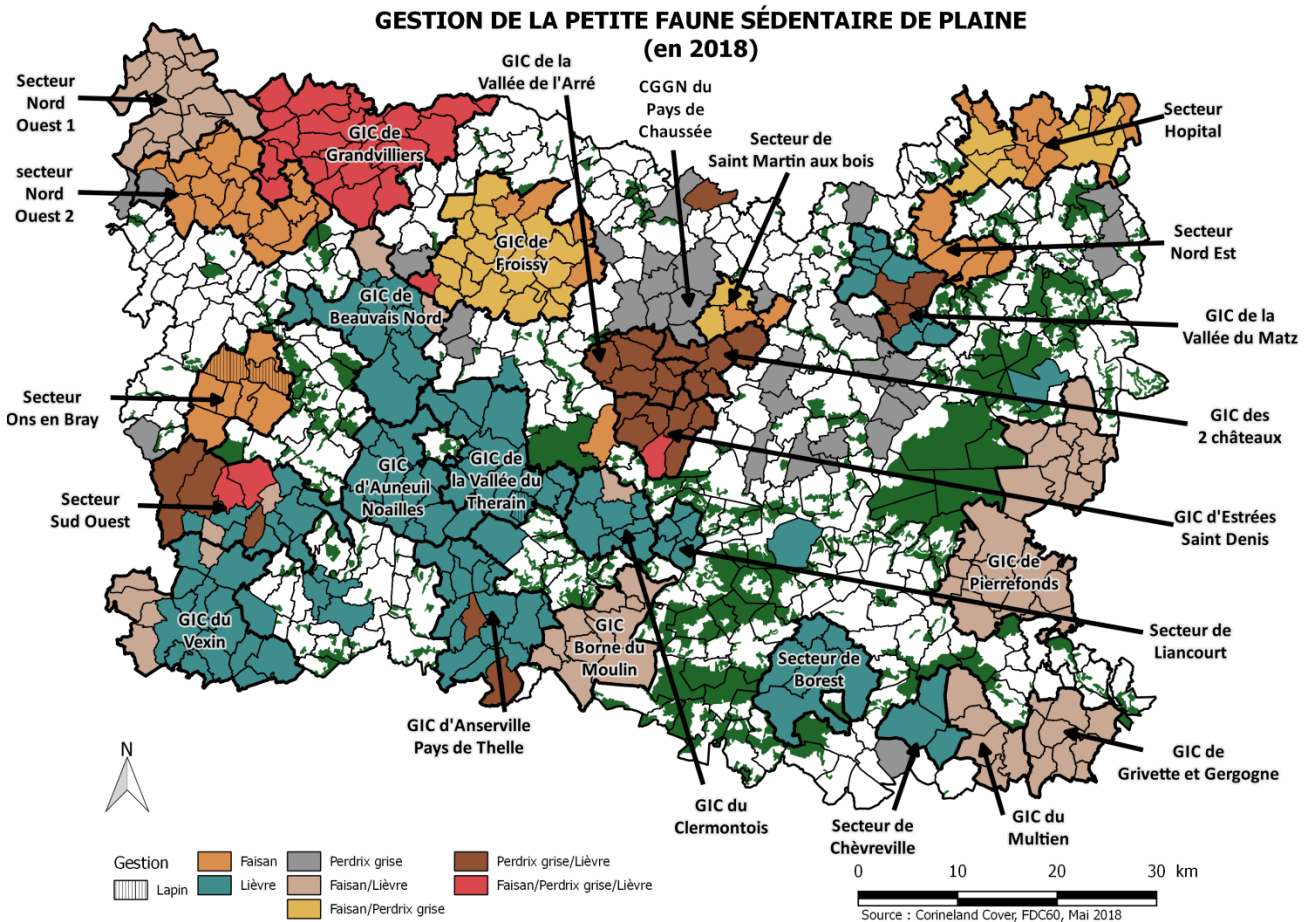 GESTION DE LA PETITE FAUNE SÉDENTAIRE DE PLAINE
(en 2018)
Secteur
Nord
Ouest 1
secteur
Nord
Ouest 2
GIC de
Grandvilliers
GIC de la
Vallée de l'Arré
CGGN du
Pays de
Chaussée
Secteur de
Saint Martin aux bois
Secteur
Hopital
Secteur
Nord Est
GIC de
Froissy
GIC de
Beauvais Nord
GIC de la
Vallée du Matz
Secteur
Ons en Bray
GIC des
2 châteaux
GIC
d'Auneuil
Noailles
GIC de
la Vallée du
Therain
Secteur
Sud Ouest
GIC d'Estrées
Saint Denis
GIC de
Pierrefonds
GIC du
Vexin
GIC
Borne du
Moulin
Secteur de
Borest
Secteur de
Liancourt
GIC d'Anserville
Pays de Thelle
GIC de
Grivette et Gergogne
GIC du
Clermontois
Secteur de
Chèvreville
GIC du
Multien
N
Gestion
Lapin
Faisan
Lièvre
Perdrix grise
Faisan/Lièvre
Faisan/Perdrix grise
Perdrix grise/Lièvre
Faisan/Perdrix grise/Lièvre
0 10 20 30 km
Source : Corineland Cover, FDC60, Mai 2018